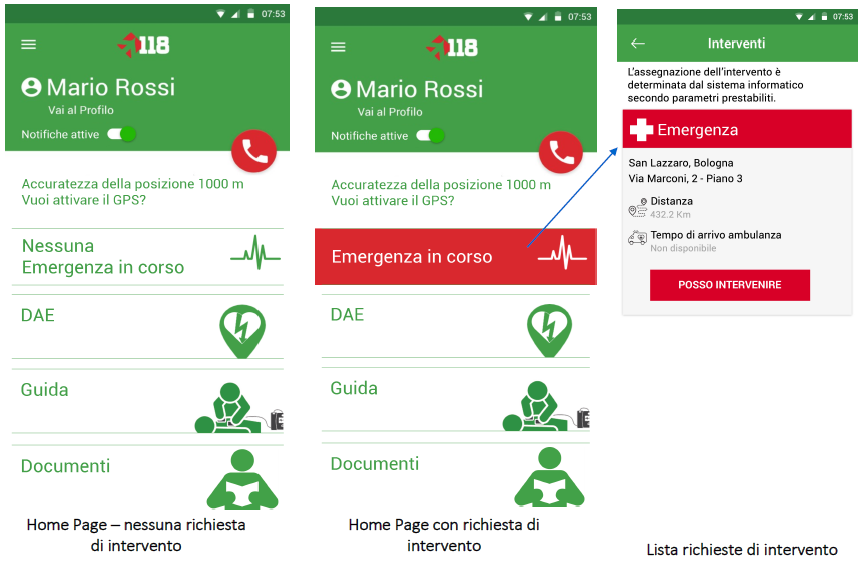 07:53
118
Mario Rossi
Vai al Profilo
Notifiche attive
Accuratezza della posizione 1000 m
Vuoi attivare il GPS?
Nessuna
Emergenza in corso
DAE
Guida
Documenti
Home Page – nessuna richiesta
di intervento
07:53
118
Mario Rossi
Vai al Profilo
Notifiche attive
Accuratezza della posizione 1000 m
Vuoi attivare il GPS?
Emergenza in corso
DAE
Guida
Documenti
Home Page con richiesta di
intervento
07:53
Interventi
L'assegnazione dell'intervento è
determinata dal sistema informatico
secondo parametri prestabiliti.
Emergenza
San Lazzaro, Bologna
Via Marconi, 2 - Piano 3
Distanza
432.2 Km
Tempo di arrivo ambulanza
Non disponibile
POSSO INTERVENIRE
Lista richieste di intervento